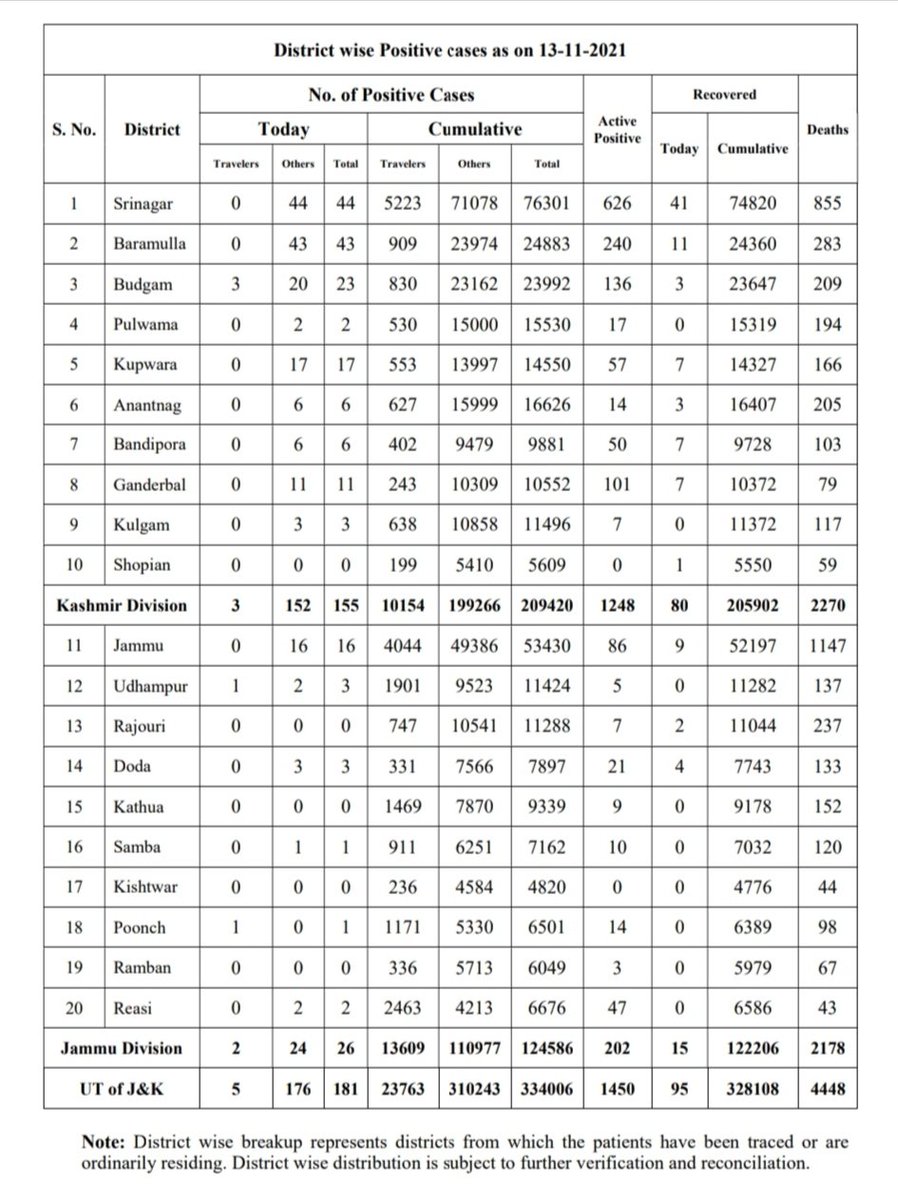 District wise Positive cases as on 13-11-2021
S. No. District No. of Positive Cases Active Positive Recovered Deaths
Today Cumulative Today Cumulative
Travelers Others Total Travelers Others Total
1 Srinagar 0 44 44 5223 71078 76301 626 41 74820 855
2 Baramulla 0 43 43 909 23974 24883 240 11 24360 283
3 Budgam 3 20 23 830 23162 23992 136 3 23647 209
4 Pulwama 0 2 2 530 15000 15530 17 0 15319 194
5 Kupwara 0 17 17 553 13997 14550 57 7 14327 166
6 Anantnag 0 6 6 627 15999 16626 14 3 16407 205
7 Bandipora 0 6 6 402 9479 9881 50 7 9728 103
8 Ganderbal 0 11 11 243 10309 10552 101 7 10372 79
9 Kulgam 0 3 3 638 10858 11496 7 0 11372 117
10 Shopian 0 0 0 199 5410 5609 0 1 5550 59
Kashmir Division 3 152 155 10154 199266 209420 1248 80 205902 2270
11 Jammu 0 16 16 4044 49386 53430 86 9 52197 1147
12 Udhampur 1 2 3 1901 9523 11424 5 0 11282 137
13 Rajouri 0 0 0 747 10541 11288 7 2 11044 237
14 Doda 0 3 3 331 7566 7897 21 4 7743 133
15 Kathua 0 0 0 1469 7870 9339 9 0 9178 152
16 Samba 0 1 1 911 6251 7162 10 0 7032 120
17 Kishtwar 0 0 0 236 4584 4820 0 0 4776 44
18 Poonch 1 0 1 1171 5330 6501 14 0 6389 98
19 Ramban 0 0 0 336 5713 6049 3 0 5979 67
20 Reasi 0 2 2 2463 4213 6676 47 0 6586 43
Jammu Division 2 24 26 13609 110977 124586 202 15 122206 2178
UT of J&K 5 176 181 23763 310243 334006 1450 95 328108 4448
Note: District wise breakup represents districts from which the patients have been traced or are
ordinarily residing. District wise distribution is subject to further verification and reconciliation.